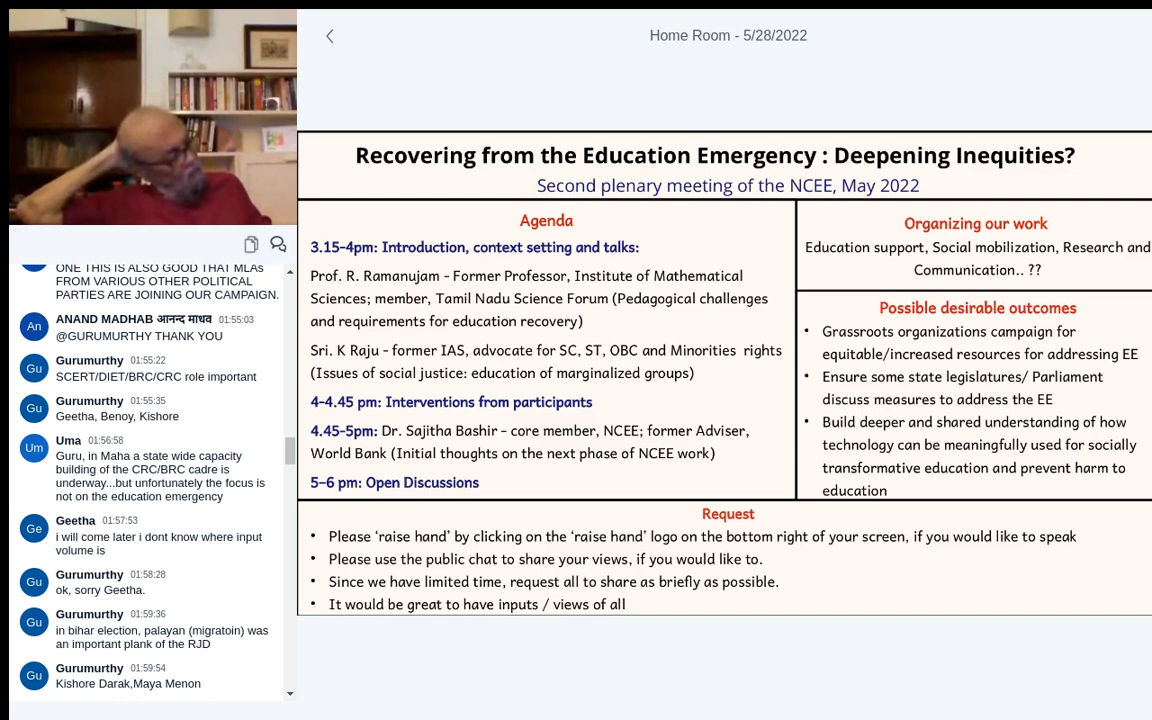 Home Room - 5/28/2022
ONE THIS IS ALSO GOOD THAT MLAs
FROM VARIOUS OTHER POLITICAL
PARTIES ARE JOINING OUR CAMPAIGN.
An
ANAND MADHAB आनन्द माधव 01:55:03
@GURUMURTHY THANK YOU
Gu
Gurumurthy 01:55:22
SCERT/DIET/BRC/CRC role important
Gu
Gurumurthy 01:55:35
Geetha, Benoy, Kishore
Um
Uma 01:56:58
Guru, in Maha a state wide capacity
building of the CRC/BRC cadre is
underway...but unfortunately the focus is
not on the education emergency
Ge
Geetha 01:57:53
i will come later i dont know where input
volume is
Gu
Gurumurthy 01:58:28
ok, sorry Geetha.
Gu
Gurumurthy 01:59:36
in bihar election, palayan (migratoin) was
an important plank of the RJD
Gu
Gurumurthy 01:59:54
Kishore Darak,Maya Menon
Recovering from the Education Emergency : Deepening Inequities?
Second plenary meeting of the NCEE, May 2022
Agenda
3.15-4pm: Introduction, context setting and talks:
Prof. R. Ramanujam - Former Professor, Institute of Mathematical
Sciences; member, Tamil Nadu Science Forum (Pedagogical challenges
and requirements for education recovery)
Sri. K Raju - former IAS, advocate for SC, ST, OBC and Minorities rights
(Issues of social justice: education of marginalized groups)
4-4.45 pm: Interventions from participants
4.45-5pm: Dr. Sajitha Bashir - core member, NCEE; former Adviser,
World Bank (Initial thoughts on the next phase of NCEE work)
5-6 pm: Open Discussions
Organizing our work
Education support, Social mobilization, Research and
Communication.. ??
Possible desirable outcomes
• Grassroots organizations campaign for
equitable/increased resources for addressing EE
• Ensure some state legislatures/ Parliament
discuss measures to address the EE
• Build deeper and shared understanding of how
technology can be meaningfully used for socially
transformative education and prevent harm to
education
Request
• Please ‘raise hand’ by clicking on the ‘raise hand’ logo on the bottom right of your screen, if you would like to speak
• Please use the public chat to share your views, if you would like to.
• Since we have limited time, request all to share as briefly as possible.
• It would be great to have inputs / views of all